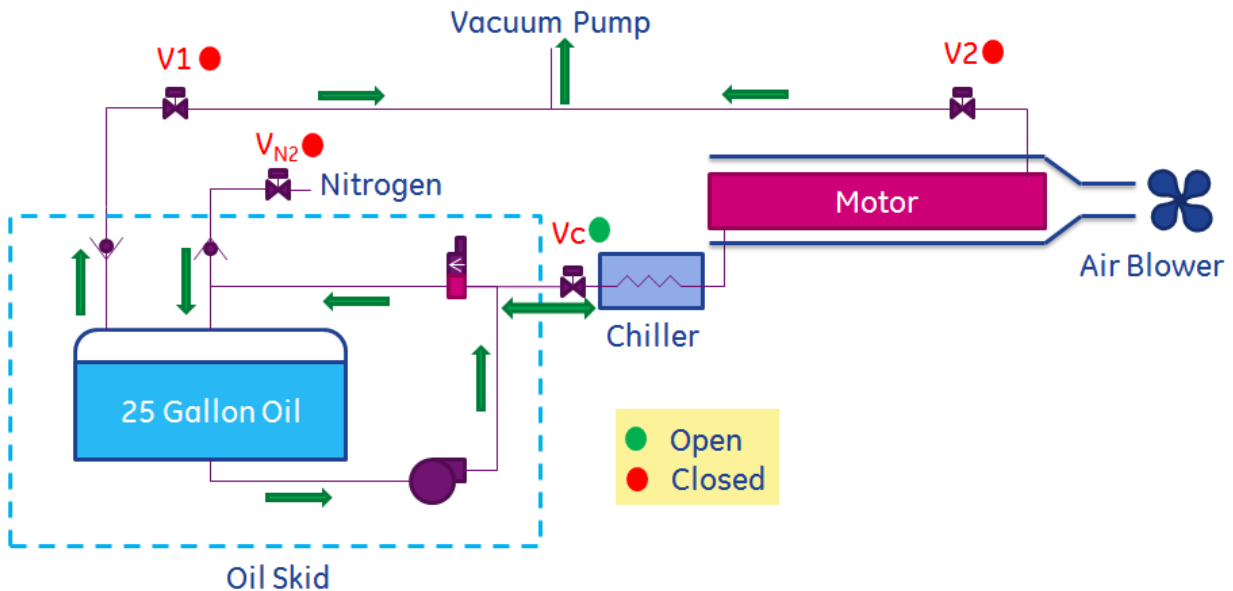 Vacuum Pump
V1
V2
VN2
Nitrogen
Motor
Vc
Air Blower
Chiller
25 Gallon Oil
Open
Closed
Oil Skid